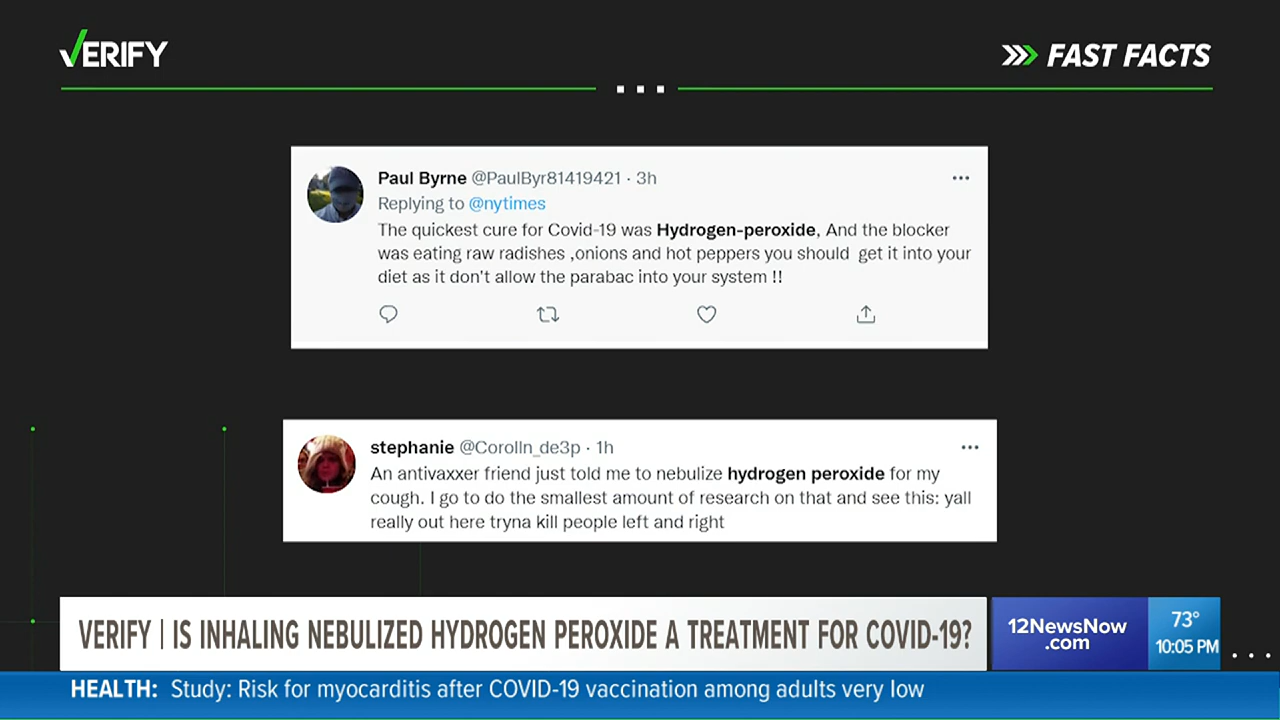 VERIFY
FAST FACTS
Paul Byrne @PaulByr81419421 · 3h
Replying to @nytimes
The quickest cure for Covid-19 was Hydrogen-peroxide, And the blocker
was eating raw radishes ,onions and hot peppers you should get it into your
diet as it don't allow the parabac into your system !!
stephanie @Corolln_de3p · 1h
An antivaxxer friend just told me to nebulize hydrogen peroxide for my
cough. I go to do the smallest amount of research on that and see this: yall
really out here tryna kill people left and right
VERIFY | IS INHALING NEBULIZED HYDROGEN PEROXIDE A TREATMENT FOR COVID-19?
12NewsNow
.com
73°
10:05 PM
HEALTH: Study: Risk for myocarditis after COVID-19 vaccination among adults very low